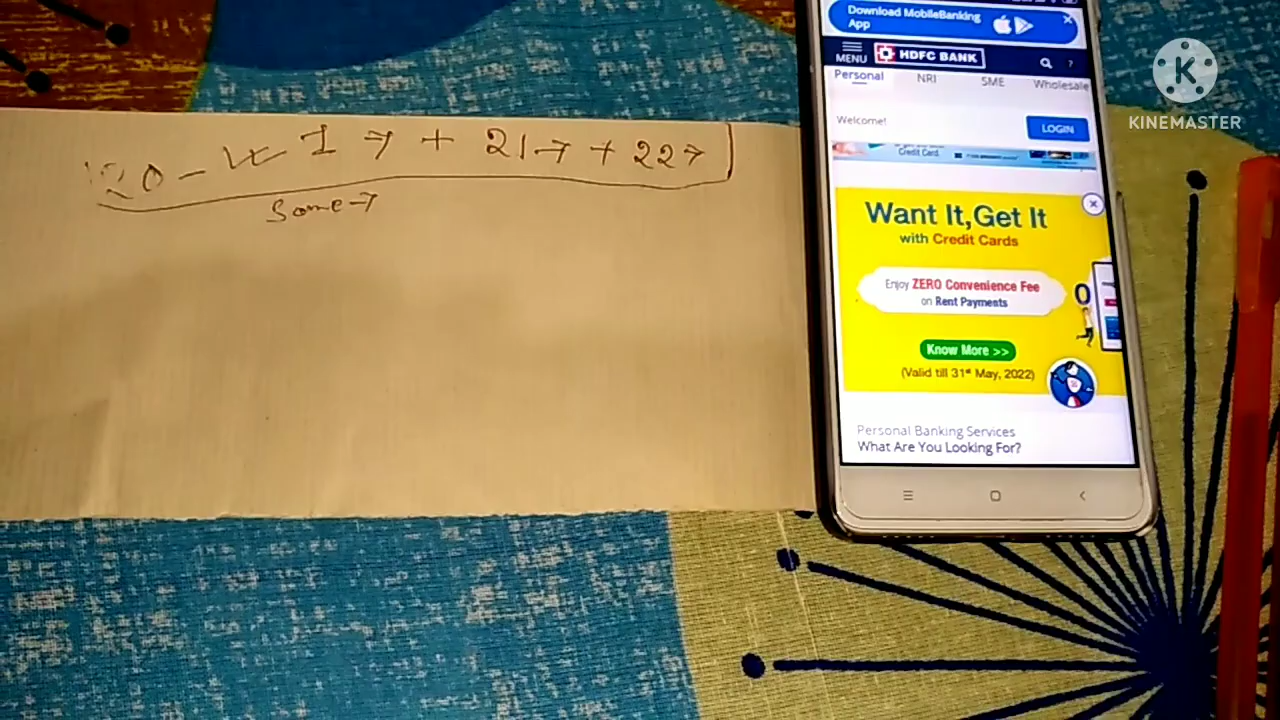 20 - 1 → + 21 → + 22 →
Same →
Download MobileBanking
App
MENU HDFC BANK ?
Personal NRI SME Wholesale
Welcome! LOGIN
Credit Card
Want It,Get It
with Credit Cards
Enjoy ZERO Convenience Fee
on Rent Payments
Know More >>
(Valid till 31st May, 2022)
Personal Banking Services
What Are You Looking For?
K
KINEMASTER